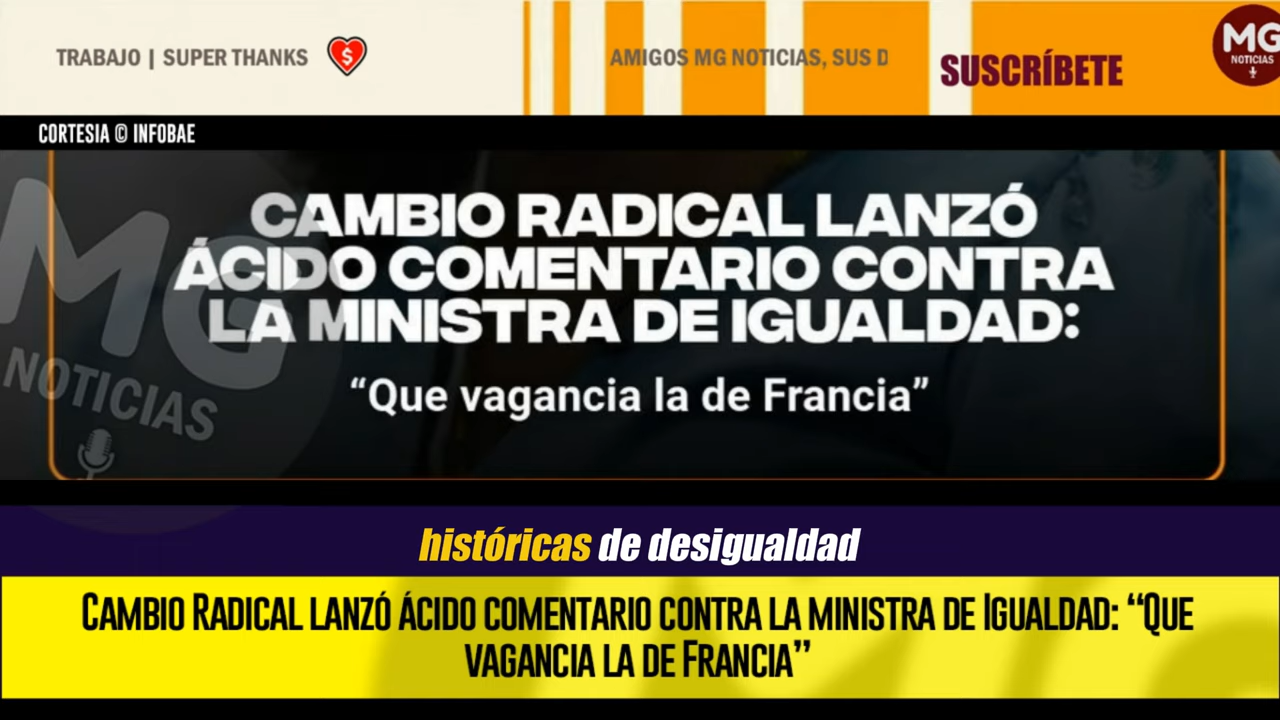 TRABAJO | SUPER THANKS
AMIGOS MG NOTICIAS, SUS D
SUSCRÍBETE
MG
NOTICIAS
CORTESIA © INFOBAE
CAMBIO RADICAL LANZÓ
ÁCIDO COMENTARIO CONTRA
LA MINISTRA DE IGUALDAD:
“Que vagancia la de Francia”
MG
NOTICIAS
históricas de desigualdad
CAMBIO RADICAL LANZÓ ÁCIDO COMENTARIO CONTRA LA MINISTRA DE IGUALDAD: “QUE
VAGANCIA LA DE FRANCIA”